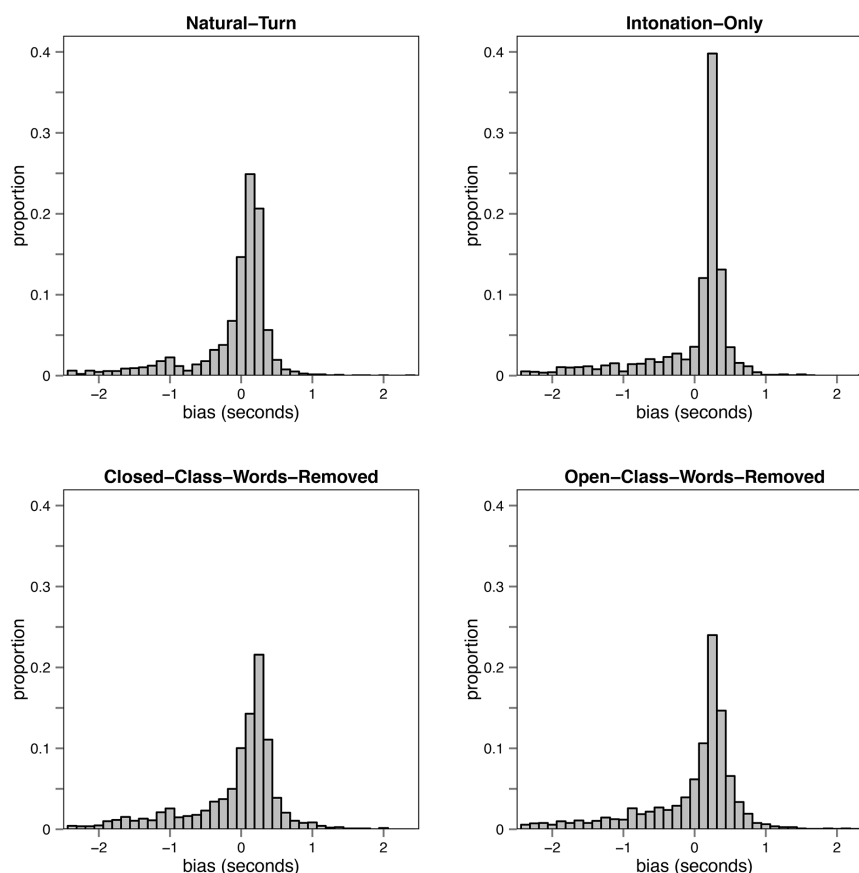 Natural−Turn
0.4
0.3
0.2
0.1
0
proportion
−2 −1 0 1 2
bias (seconds)
Intonation−Only
0.4
0.3
0.2
0.1
0
proportion
−2 −1 0 1 2
bias (seconds)
Closed−Class−Words−Removed
0.4
0.3
0.2
0.1
0
proportion
−2 −1 0 1 2
bias (seconds)
Open−Class−Words−Removed
0.4
0.3
0.2
0.1
0
proportion
−2 −1 0 1 2
bias (seconds)